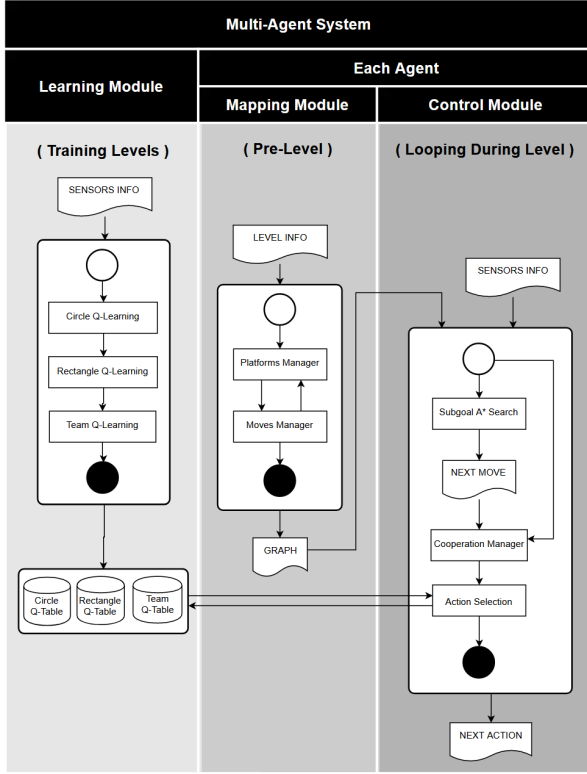 Multi-Agent System
Learning Module
Each Agent
Mapping Module
Control Module
( Training Levels )
SENSORS INFO
Circle Q-Learning
Rectangle Q-Learning
Team Q-Learning
Circle
Q-Table
Rectangle
Q-Table
Team
Q-Table
( Pre-Level )
LEVEL INFO
Platforms Manager
Moves Manager
GRAPH
( Looping During Level )
SENSORS INFO
Subgoal A* Search
NEXT MOVE
Cooperation Manager
Action Selection
NEXT ACTION